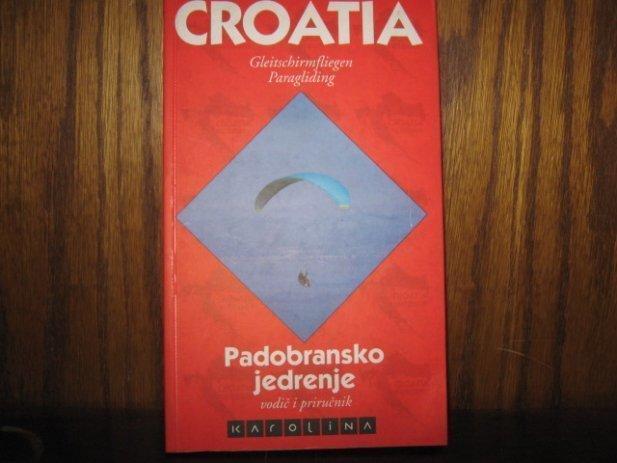 CROATIA
Gleitschirmfliegen
Paragliding
Padobransko
jedrenje
vodič i priručnik
KAROLINA